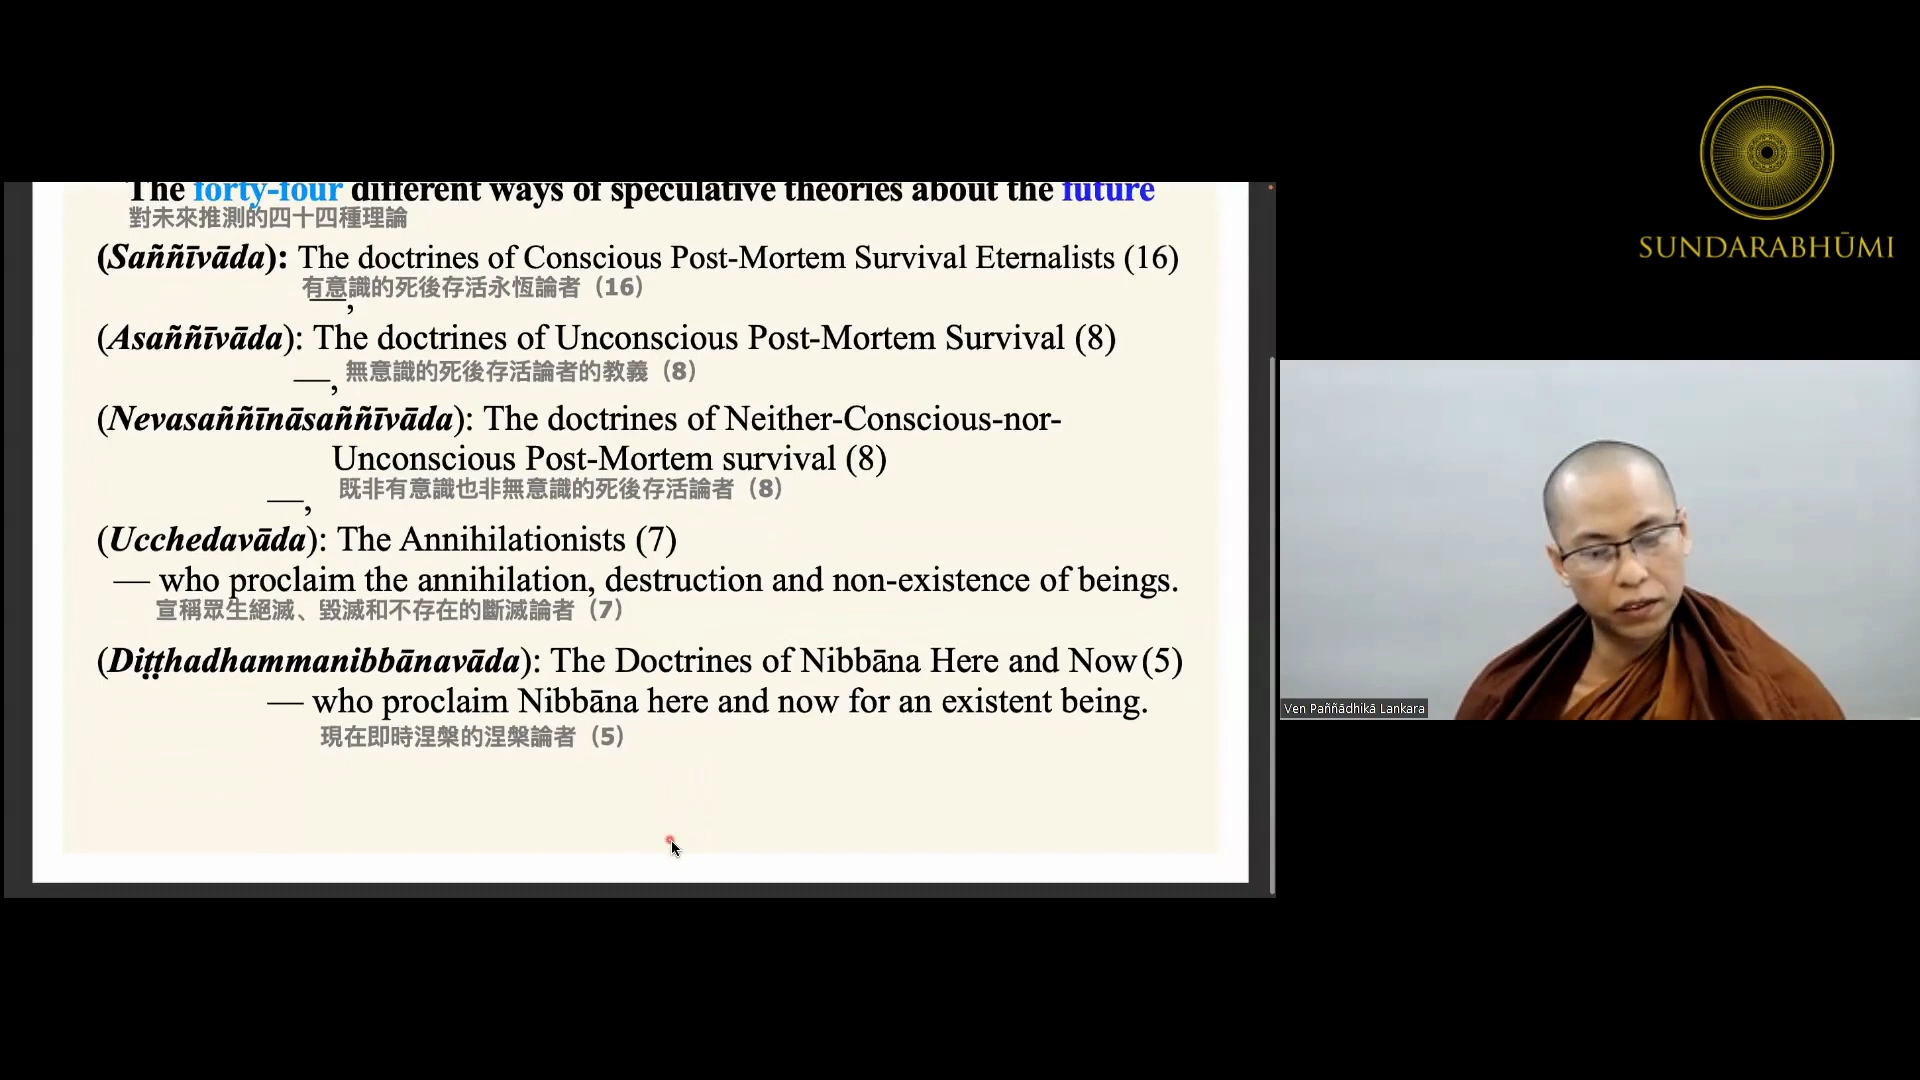 The forty-four different ways of speculative theories about the future
對未來推測的四十四種理論
(Saññīvāda): The doctrines of Conscious Post-Mortem Survival Eternalists (16)
有意識的死後存活永恆論者（16）
—,
(Asaññīvāda): The doctrines of Unconscious Post-Mortem Survival (8)
—, 無意識的死後存活論者的教義（8）
(Nevasaññīnāsaññīvāda): The doctrines of Neither-Conscious-nor-
Unconscious Post-Mortem survival (8)
—, 既非有意識也非無意識的死後存活論者（8）
(Ucchedavāda): The Annihilationists (7)
— who proclaim the annihilation, destruction and non-existence of beings.
宣稱眾生絕滅、毀滅和不存在的斷滅論者（7）
(Diṭṭhadhammanibbānavāda): The Doctrines of Nibbāna Here and Now (5)
— who proclaim Nibbāna here and now for an existent being.
現在即時涅槃的涅槃論者（5）
SUNDARABHŪMI
Ven Paññādhikā Lankara